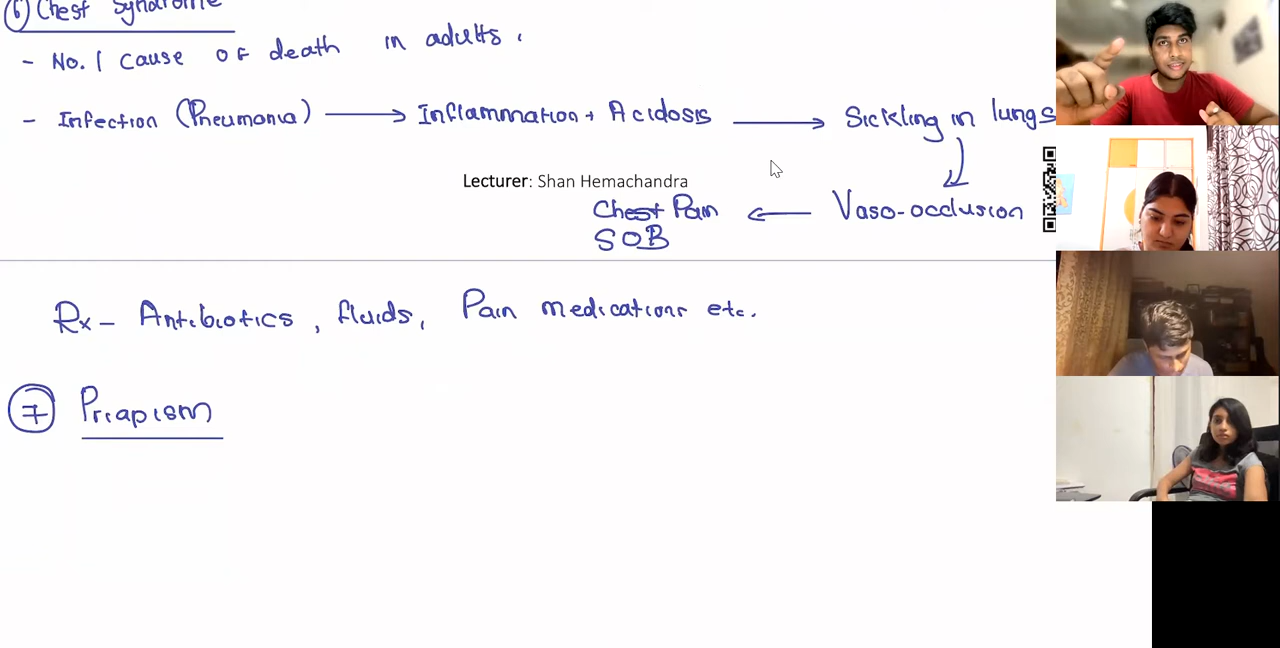 ⑥ Chest Syndrome
- No.1 cause of death in adults.
- Infection (Pneumonia) → Inflammation + Acidosis → Sickling in lungs
Lecturer: Shan Hemachandra
Chest Pain ← Vaso-occlusion
SOB
Rx - Antibiotics, fluids, Pain medications etc.
⑦ Priapism